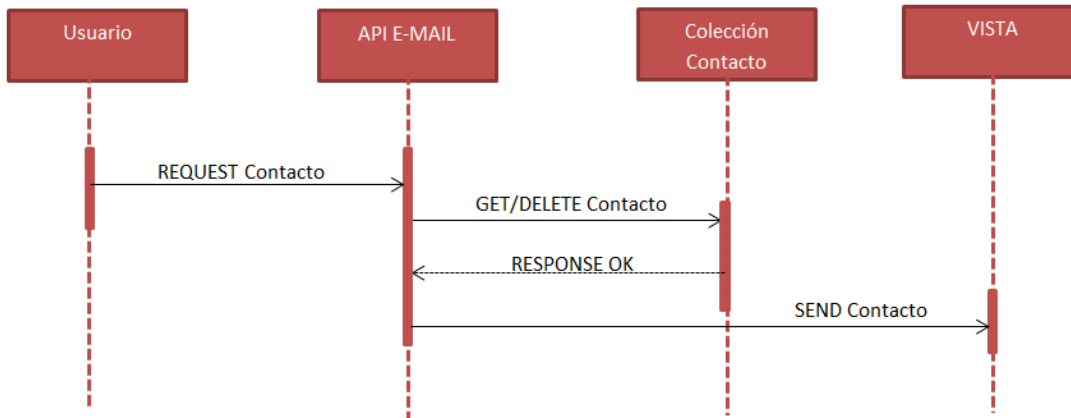 Usuario
API E-MAIL
Colección
Contacto
VISTA
REQUEST Contacto
GET/DELETE Contacto
RESPONSE OK
SEND Contacto